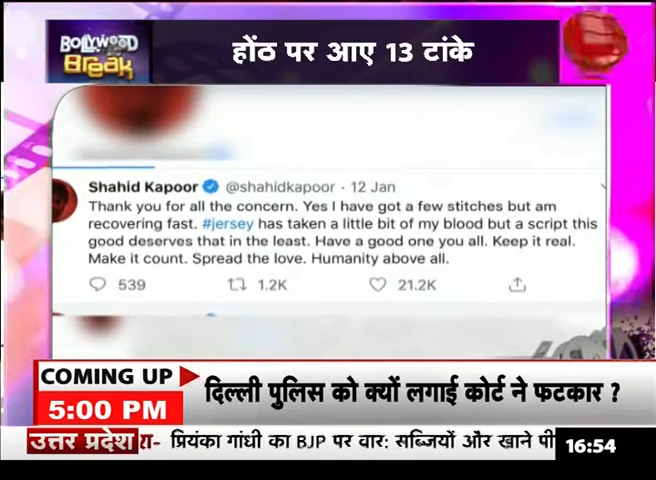 BOLLYWOOD
Break
होंठ पर आए 13 टांके
Shahid Kapoor @shahidkapoor · 12 Jan
Thank you for all the concern. Yes I have got a few stitches but am
recovering fast. #jersey has taken a little bit of my blood but a script this
good deserves that in the least. Have a good one you all. Keep it real.
Make it count. Spread the love. Humanity above all.
539 1.2K 21.2K
COMING UP
5:00 PM
दिल्ली पुलिस को क्यों लगाई कोर्ट ने फटकार ?
उत्तर प्रदेश
प्रियंका गांधी का BJP पर वार: सब्जियों और खाने पी
16:54